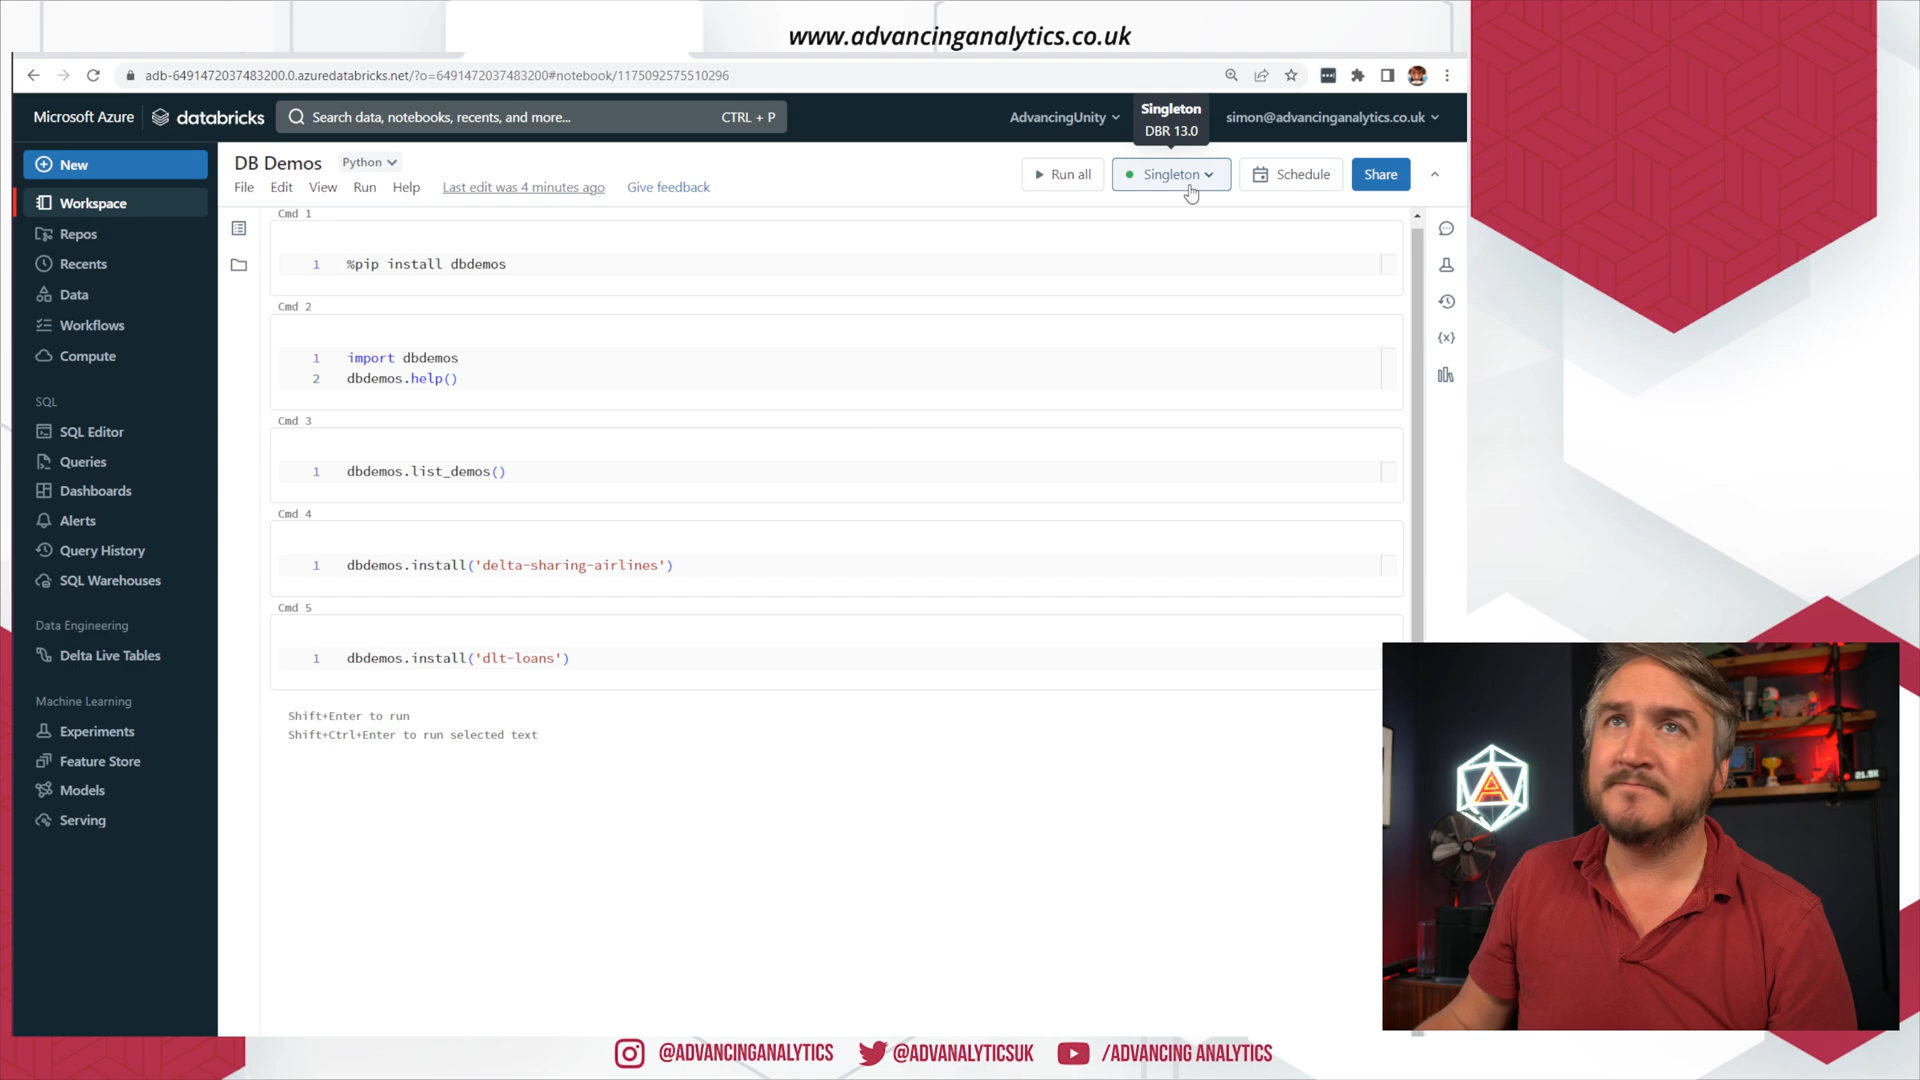 www.advancinganalytics.co.uk
adb-6491472037483200.0.azuredatabricks.net/?o=6491472037483200#notebook/1175092575510296
Microsoft Azure databricks Search data, notebooks, recents, and more... CTRL + P AdvancingUnity Singleton simon@advancinganalytics.co.uk
DBR 13.0
New
DB Demos Python
Run all Singleton Schedule Share
File Edit View Run Help Last edit was 4 minutes ago Give feedback
Workspace
Repos
Recents
Data
Workflows
Compute
SQL
SQL Editor
Queries
Dashboards
Alerts
Query History
SQL Warehouses
Data Engineering
Delta Live Tables
Machine Learning
Experiments
Feature Store
Models
Serving
Cmd 1
1 %pip install dbdemos
Cmd 2
1 import dbdemos
2 dbdemos.help()
Cmd 3
1 dbdemos.list_demos()
Cmd 4
1 dbdemos.install('delta-sharing-airlines')
Cmd 5
1 dbdemos.install('dlt-loans')
Shift+Enter to run
Shift+Ctrl+Enter to run selected text
{x}
A
@ADVANCINGANALYTICS @ADVANALYTICSUK /ADVANCING ANALYTICS